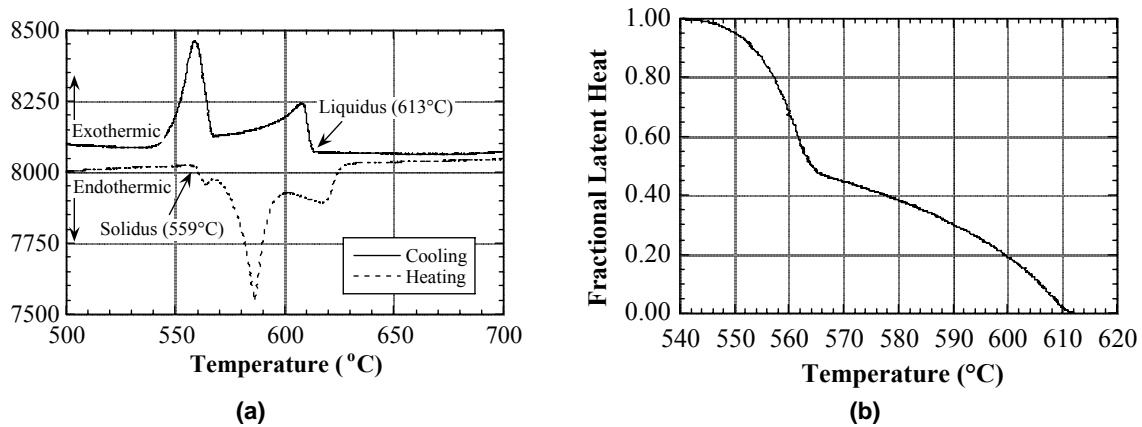 8500
8250
8000
7750
7500
Exothermic
Endothermic
Liquidus (613°C)
Solidus (559°C)
Cooling
Heating
500
550
600
650
700
Temperature ( °C)
(a)
Fractional Latent Heat
1.00
0.80
0.60
0.40
0.20
0.00
540 550 560 570 580 590 600 610 620
Temperature (°C)
(b)